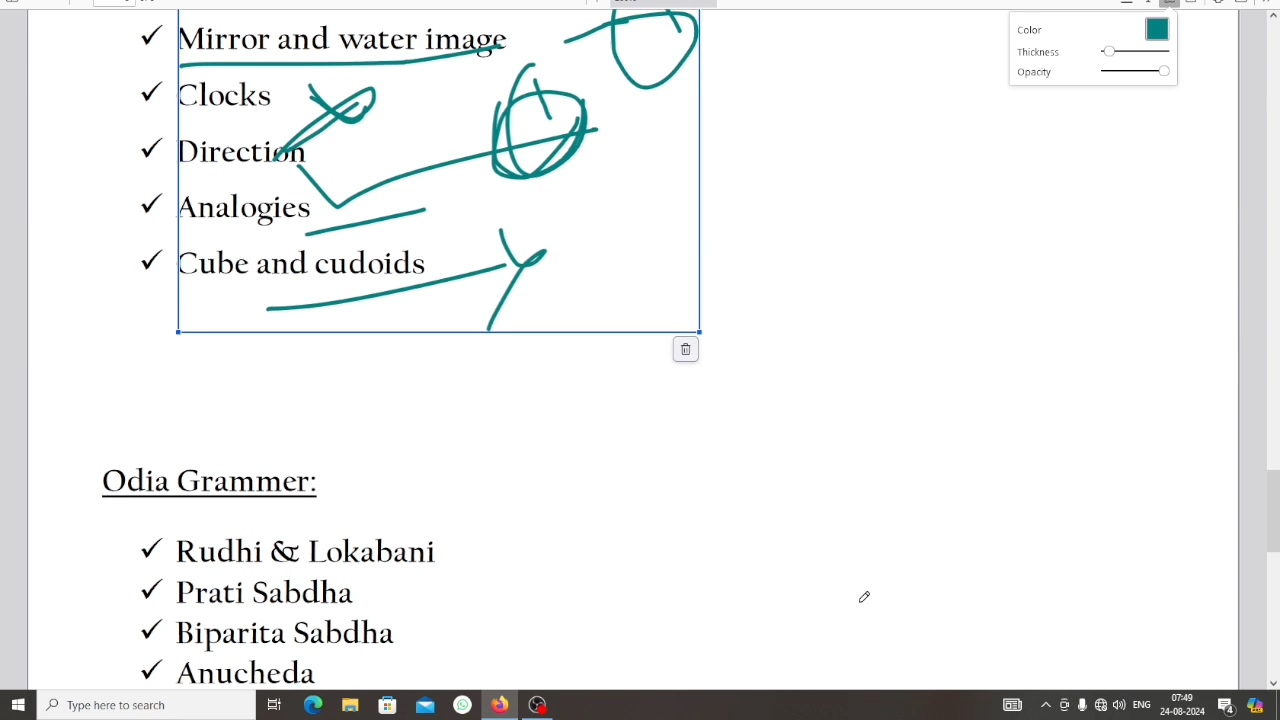 Mirror and water image
Clocks
Direction
Analogies
Cube and cudoids
Odia Grammer:
Rudhi & Lokabani
Prati Sabdha
Biparita Sabdha
Anucheda
Color
Thickness
Opacity
Type here to search
ENG
07:49
24-08-2024
4